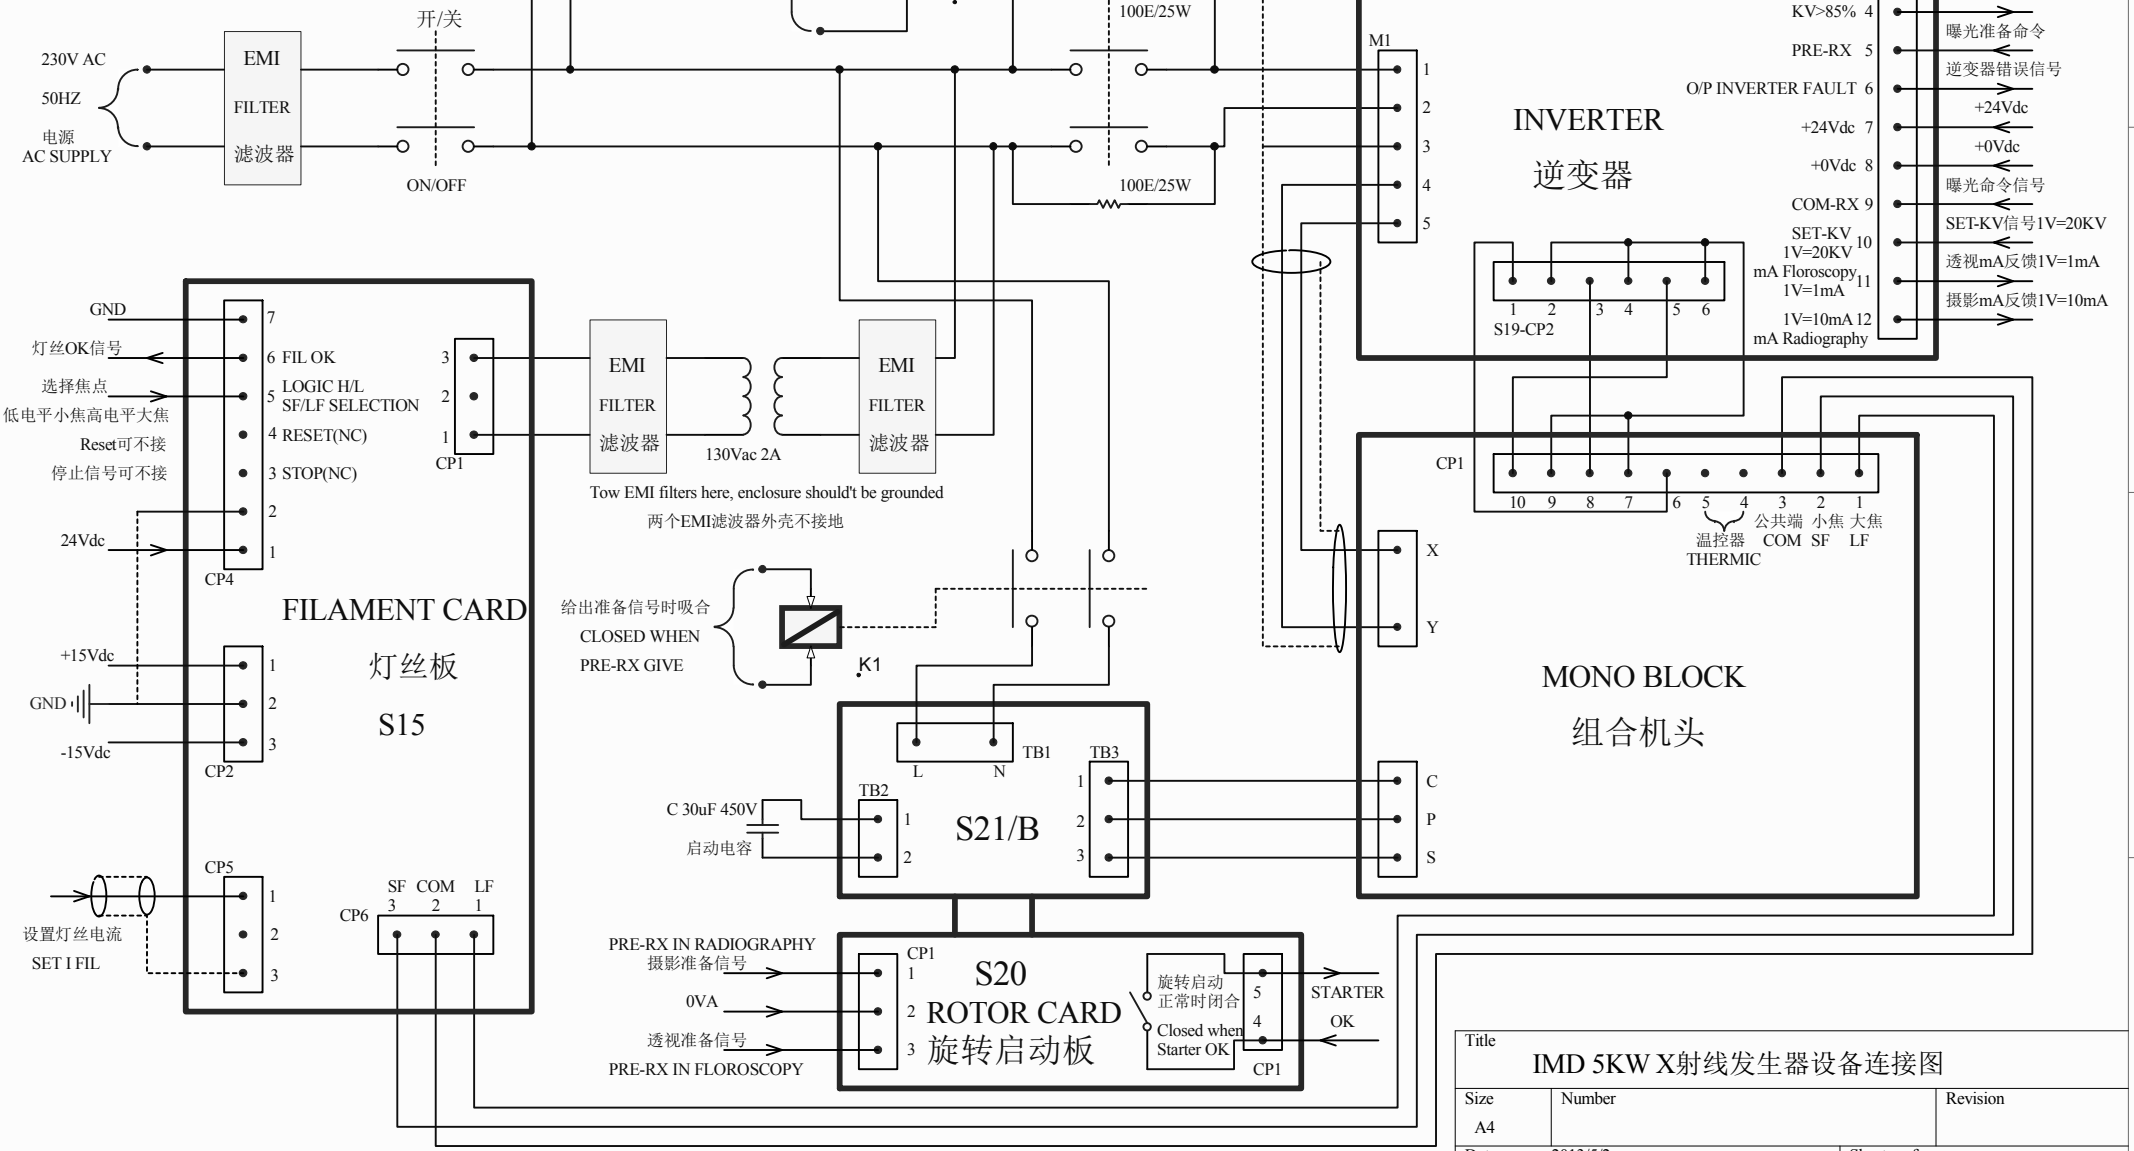 开/关
230V AC
50HZ
电源
AC SUPPLY
EMI
FILTER
滤波器
ON/OFF
100E/25W
100E/25W
M1
1
2
3
4
5
INVERTER
逆变器
KV>85% 4
PRE-RX 5
O/P INVERTER FAULT 6
+24Vdc 7
+0Vdc 8
COM-RX 9
SET-KV
1V=20KV 10
mA Floroscopy
1V=1mA 11
1V=10mA 12
mA Radiography
曝光准备命令
逆变器错误信号
+24Vdc
+0Vdc
曝光命令信号
SET-KV信号1V=20KV
透视mA反馈1V=1mA
摄影mA反馈1V=10mA
1 2 3 4 5 6
S19-CP2
GND
灯丝OK信号
选择焦点
低电平小焦高电平大焦
Reset可不接
停止信号可不接
24Vdc
7
6 FIL OK
5 LOGIC H/L
SF/LF SELECTION
4 RESET(NC)
3 STOP(NC)
2
1
CP4
3
2
1
CP1
EMI
FILTER
滤波器
130Vac 2A
EMI
FILTER
滤波器
Tow EMI filters here, enclosure should't be grounded
两个EMI滤波器外壳不接地
FILAMENT CARD
灯丝板
S15
+15Vdc
GND
-15Vdc
1
2
3
CP2
给出准备信号时吸合
CLOSED WHEN
PRE-RX GIVE
K1
CP1
10 9 8 7 6 5 4 3 2 1
温控器
THERMIC
公共端 小焦 大焦
COM SF LF
X
Y
MONO BLOCK
组合机头
C
P
S
L N
TB1
TB3
1
2
3
TB2
1
2
C 30uF 450V
启动电容
S21/B
CP5
1
2
3
设置灯丝电流
SET I FIL
SF COM LF
3 2 1
CP6
PRE-RX IN RADIOGRAPHY
摄影准备信号
0VA
透视准备信号
PRE-RX IN FLOROSCOPY
CP1
1
2
3
S20
ROTOR CARD
旋转启动板
旋转启动
正常时闭合
Closed when
Starter OK
5
4
CP1
STARTER
OK
Title
IMD 5KW X射线发生器设备连接图
Size
A4
Number
Revision